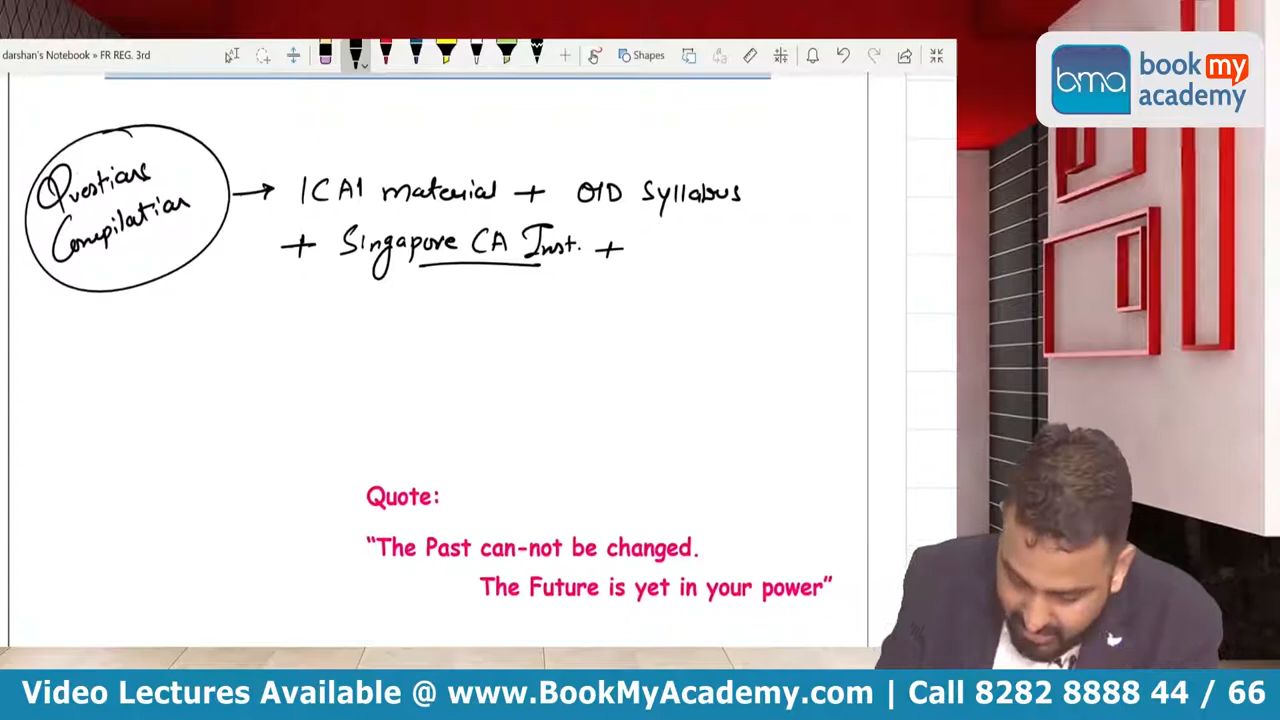 darshan's Notebook » FR REG. 3rd
Shapes
bma
book my
academy
Questions
Compilation
→ ICAI material + Old Syllabus
+ Singapore CA Inst. +
Quote:
“The Past can-not be changed.
The Future is yet in your power”
Video Lectures Available @ www.BookMyAcademy.com | Call 8282 8888 44 / 66